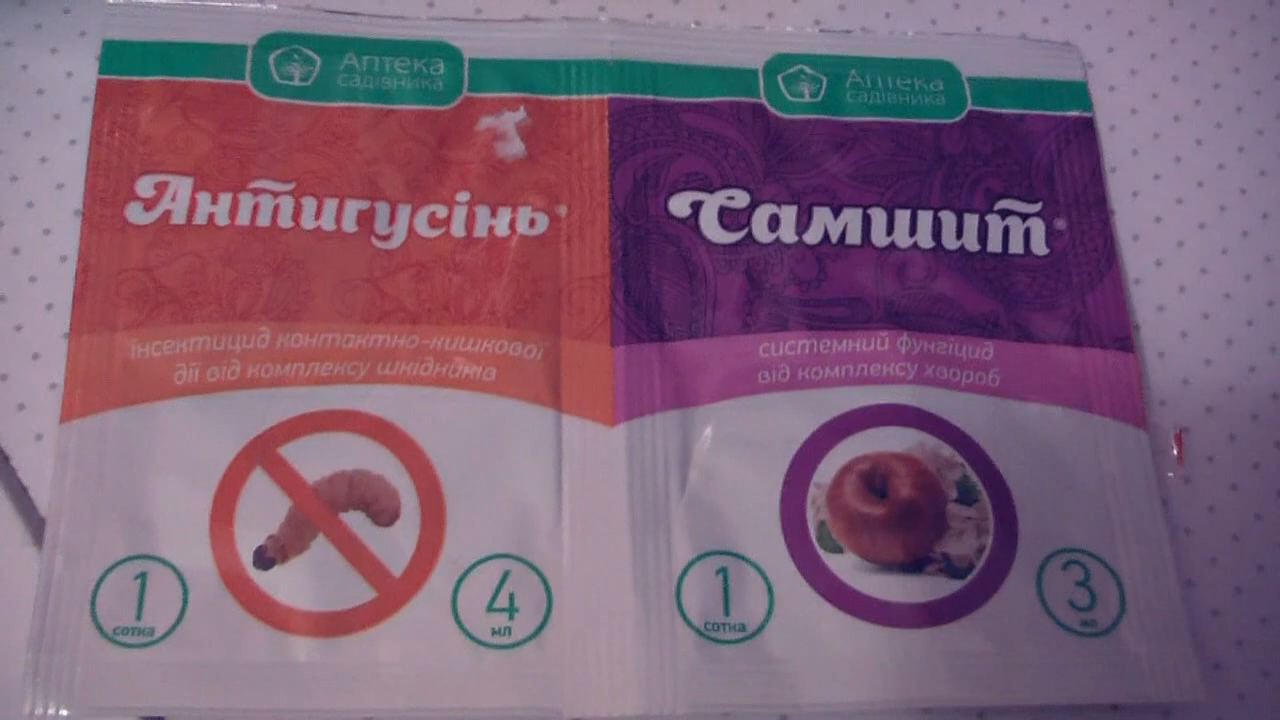 Аптека
садівника
Антигусінь®
інсектицид контактно-кишкової
дії від комплексу шкідників
1
сотка
4
мл
Аптека
садівника
Самшит®
системний фунгіцид
від комплексу хвороб
1
сотка
3
мл